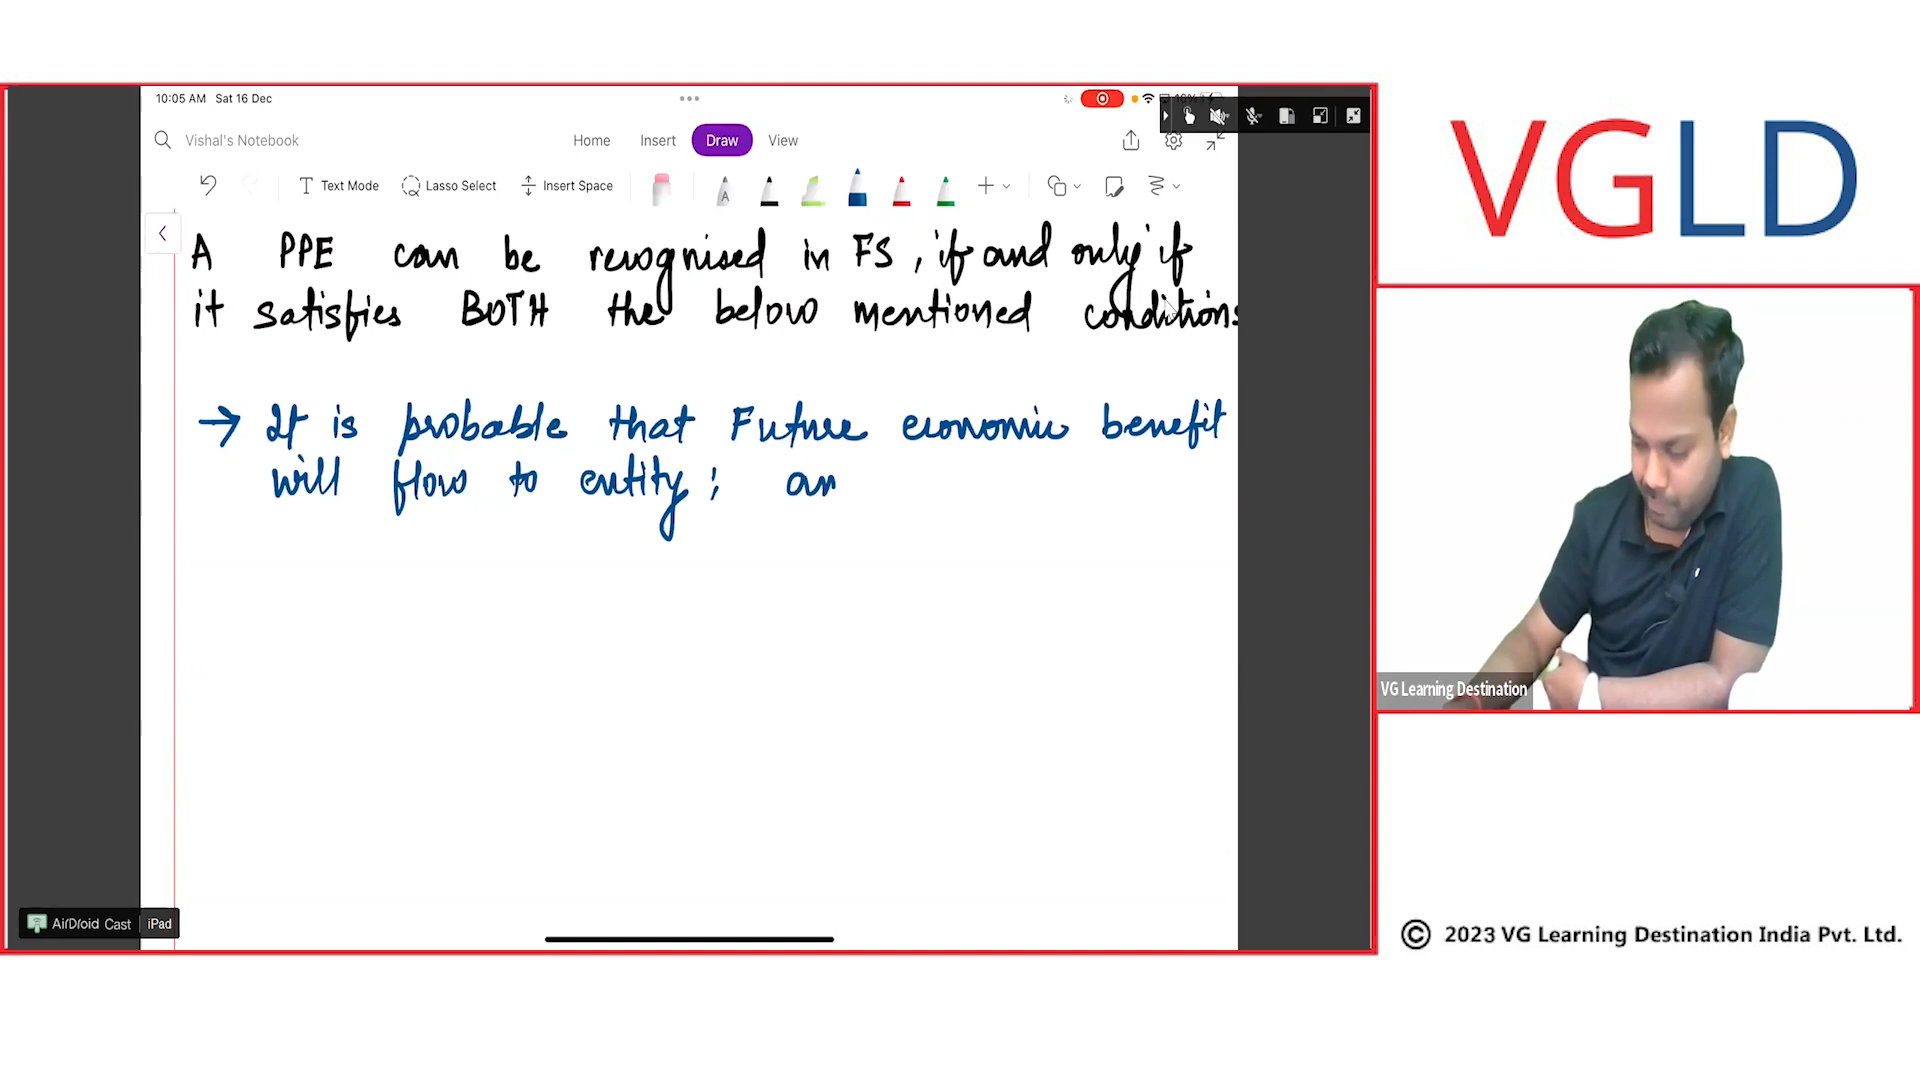 10:05 AM Sat 16 Dec
Vishal's Notebook
Home Insert Draw View
Text Mode Lasso Select Insert Space
A
A PPE can be recognised in FS, if and only if
it satisfies BOTH the below mentioned conditions
→ It is probable that Future economic benefit
will flow to entity; an
AirDroid Cast iPad
VGLD
VG Learning Destination
© 2023 VG Learning Destination India Pvt. Ltd.